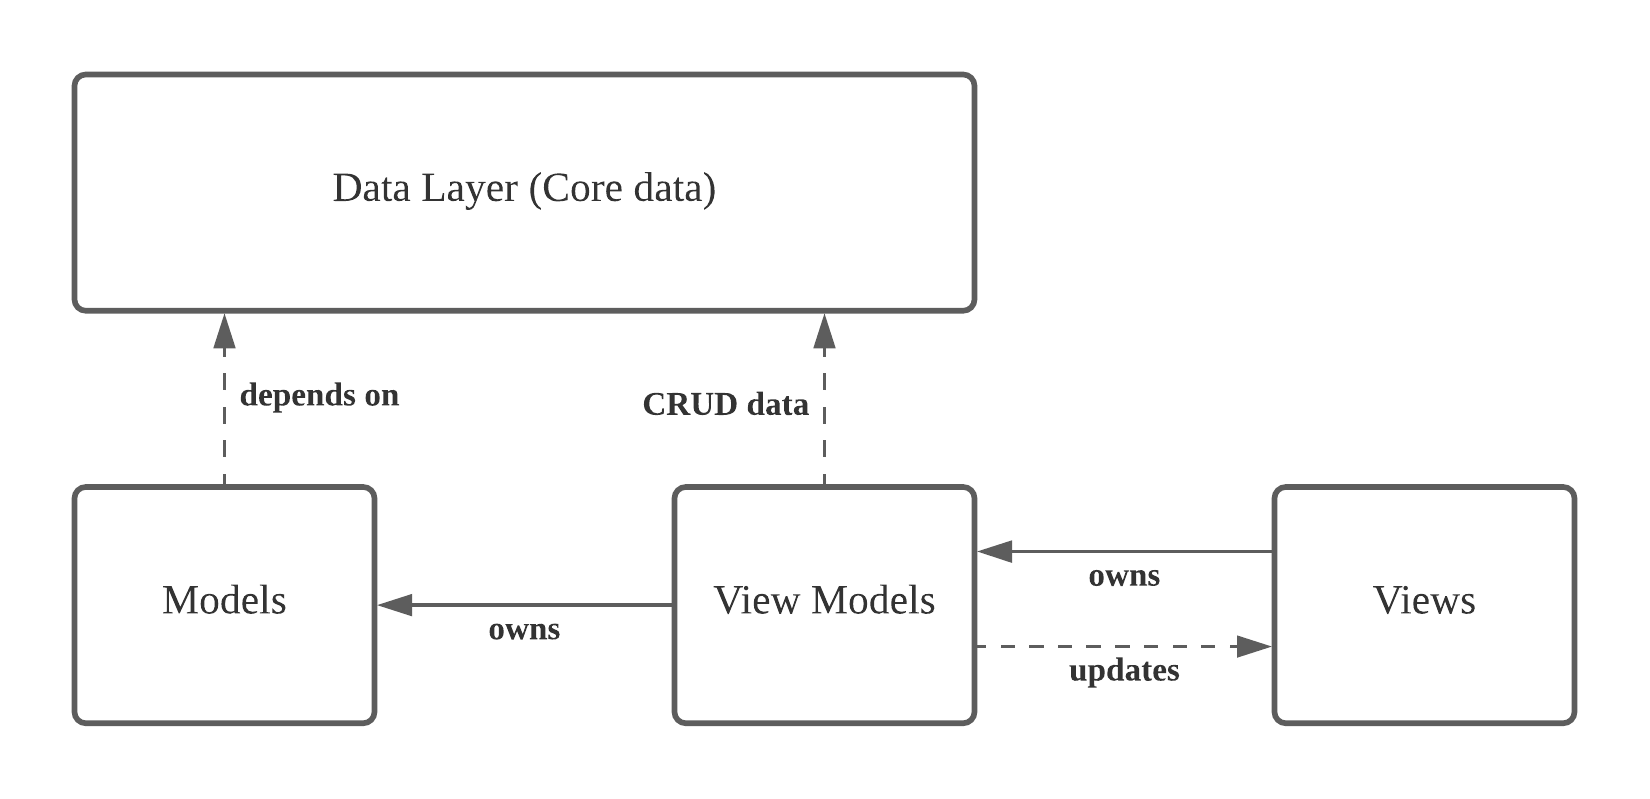 Data Layer (Core data)
depends on
CRUD data
Models
owns
View Models
owns
updates
Views